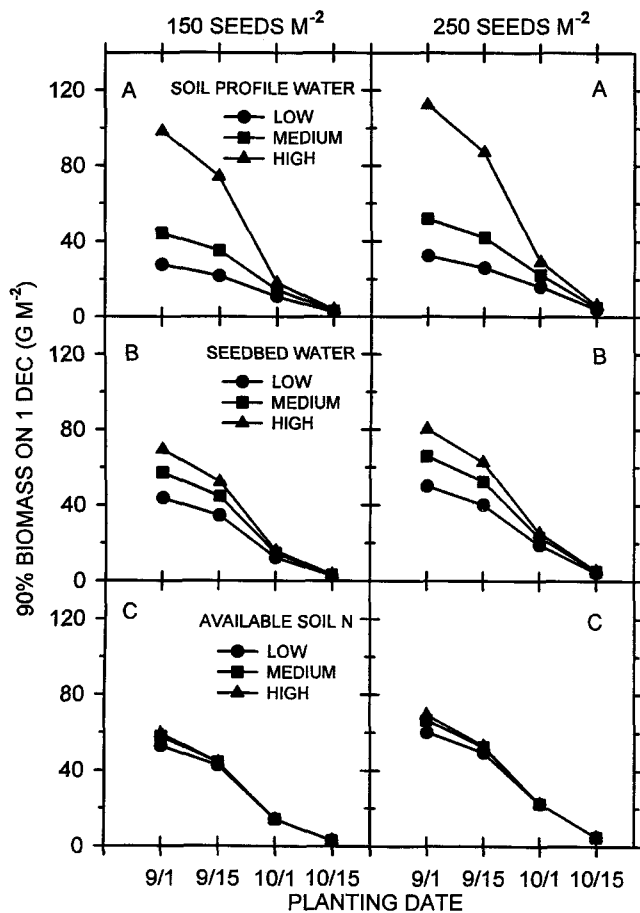 150 SEEDS M⁻² 250 SEEDS M⁻²
90% BIOMASS ON 1 DEC (G M⁻²)
A SOIL PROFILE WATER A
LOW
MEDIUM
HIGH
120
80
40
0
B SEEDBED WATER B
LOW
MEDIUM
HIGH
120
80
40
0
C AVAILABLE SOIL N C
LOW
MEDIUM
HIGH
120
80
40
0
9/1 9/15 10/1 10/15 9/1 9/15 10/1 10/15
PLANTING DATE